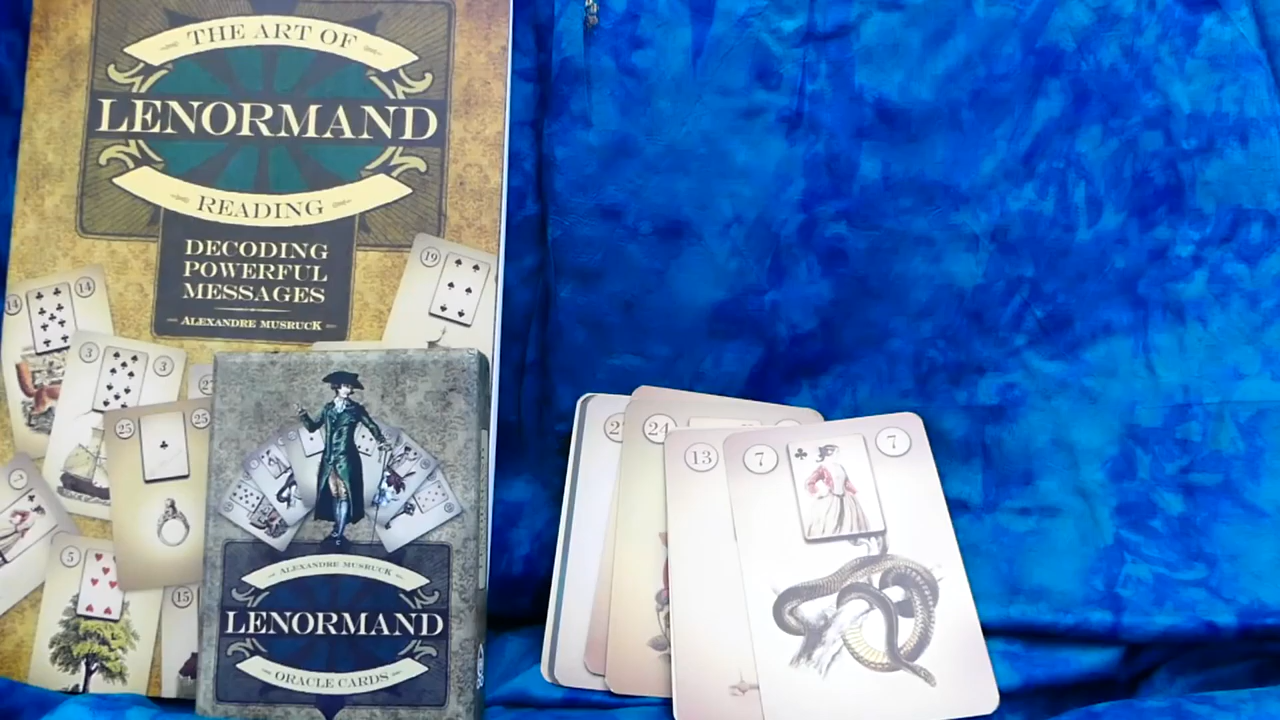 THE ART OF
LENORMAND
READING
DECODING
POWERFUL
MESSAGES
ALEXANDRE MUSRUCK
19
14 14
3 3
25 25
5
15
ALEXANDRE MUSRUCK
LENORMAND
ORACLE CARDS
24
13
7 7